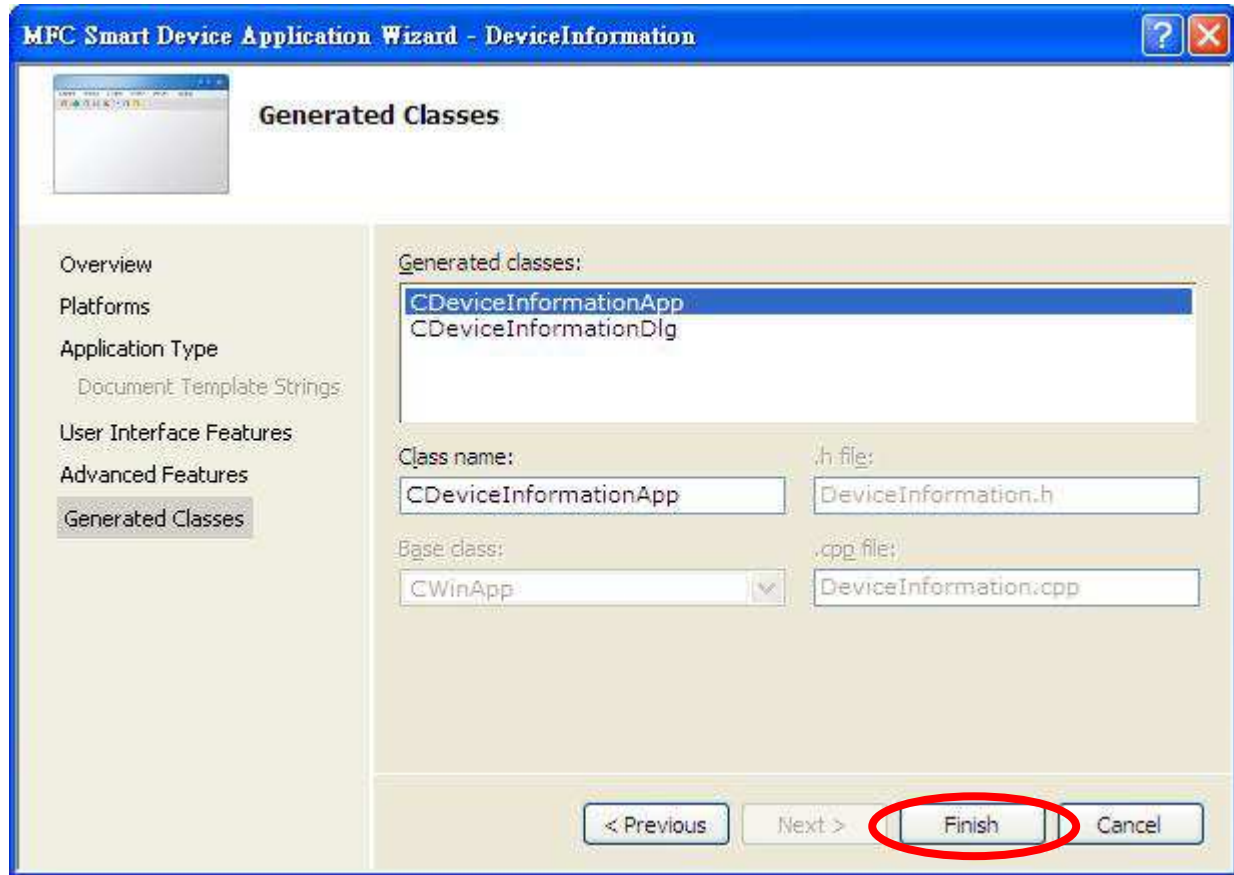 MFC Smart Device Application Wizard - DeviceInformation
Generated Classes
Overview
Platforms
Application Type
Document Template Strings
User Interface Features
Advanced Features
Generated Classes
Generated classes:
CDeviceInformationApp
CDeviceInformationDlg
Class name:
.h file:
CDeviceInformationApp
DeviceInformation.h
Base class:
.cpp file:
CWinApp
DeviceInformation.cpp
< Previous
Next >
Finish
Cancel